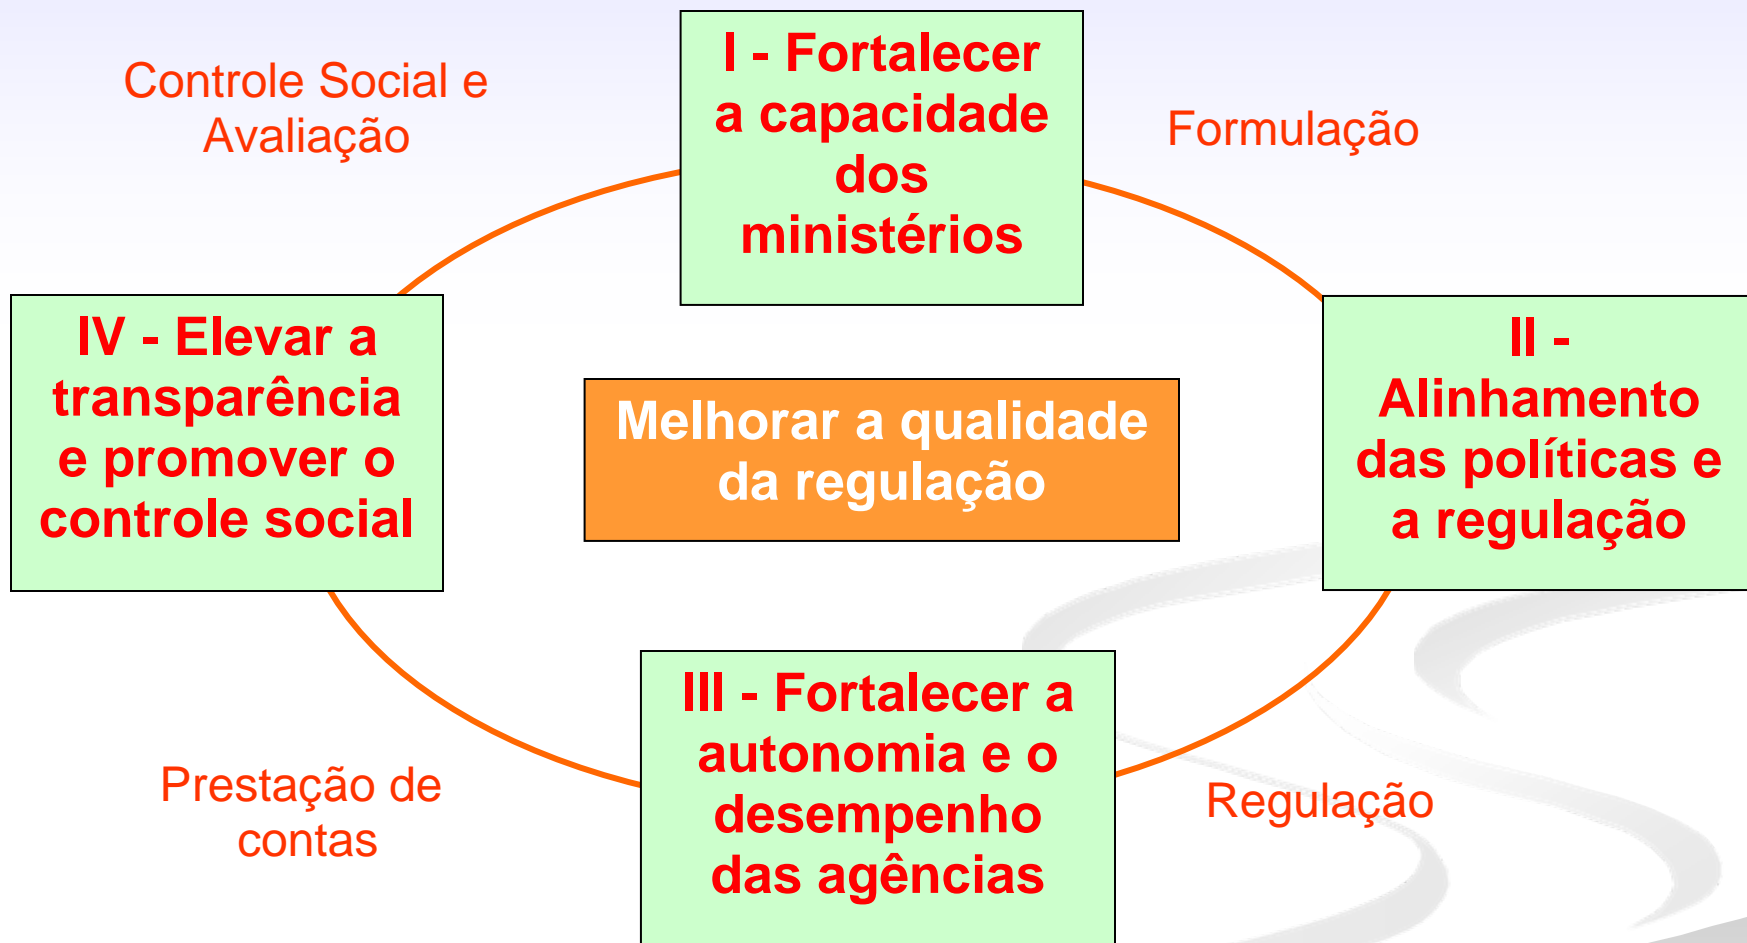 Controle Social e
Avaliação
I - Fortalecer
a capacidade
dos
ministérios
Formulação
IV - Elevar a
transparência
e promover o
controle social
Melhorar a qualidade
da regulação
II -
Alinhamento
das políticas e
a regulação
Prestação de
contas
III - Fortalecer a
autonomia e o
desempenho
das agências
Regulação